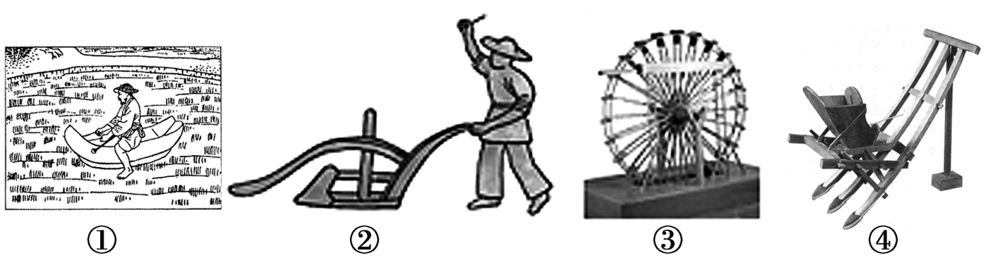 ① ② ③ ④